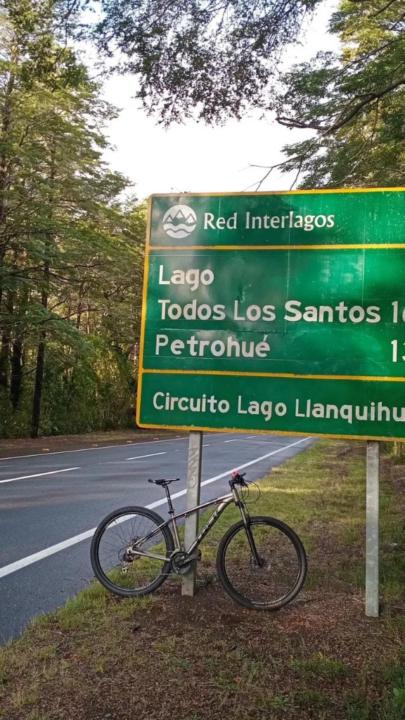 Red Interlagos
Lago
Todos Los Santos
Petrohué
Circuito Lago Llanquihu